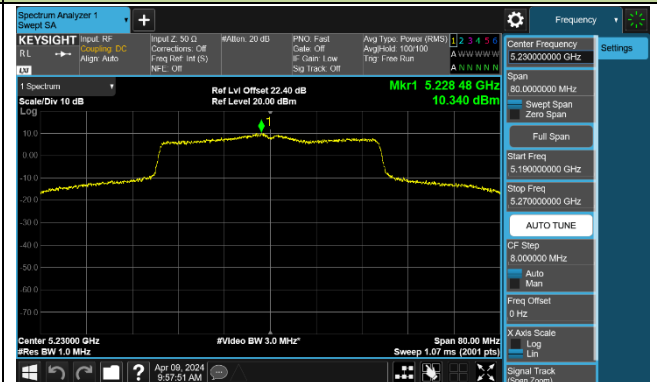 Spectrum Analyzer 1
Swept SA
+
Frequency
KEYSIGHT
RL
LXI
Input: RF
Coupling: DC
Align: Auto
Input Z: 50 Ω
Corrections: Off
Freq Ref: Int (S)
NFE: Off
#Atten: 20 dB
PNO: Fast
Gate: Off
IF Gain: Low
Sig Track: Off
Avg Type: Power (RMS)
Avg|Hold: 100/100
Trig: Free Run
1 2 3 4 5 6
A W W W W W
A N N N N N
1 Spectrum
Scale/Div 10 dB
Log
Ref Lvl Offset 22.40 dB
Ref Level 20.00 dBm
Mkr1 5.228 48 GHz
10.340 dBm
1
10.0
0.00
-10.0
-20.0
-30.0
-40.0
-50.0
-60.0
-70.0
Center 5.23000 GHz
#Res BW 1.0 MHz
#Video BW 3.0 MHz*
Span 80.00 MHz
Sweep 1.07 ms (2001 pts)
Apr 09, 2024
9:57:51 AM
Center Frequency
5.230000000 GHz
Settings
Span
80.0000000 MHz
Swept Span
Zero Span
Full Span
Start Freq
5.190000000 GHz
Stop Freq
5.270000000 GHz
AUTO TUNE
CF Step
8.000000 MHz
Auto
Man
Freq Offset
0 Hz
X Axis Scale
Log
Lin
Signal Track
(Span Zoom)